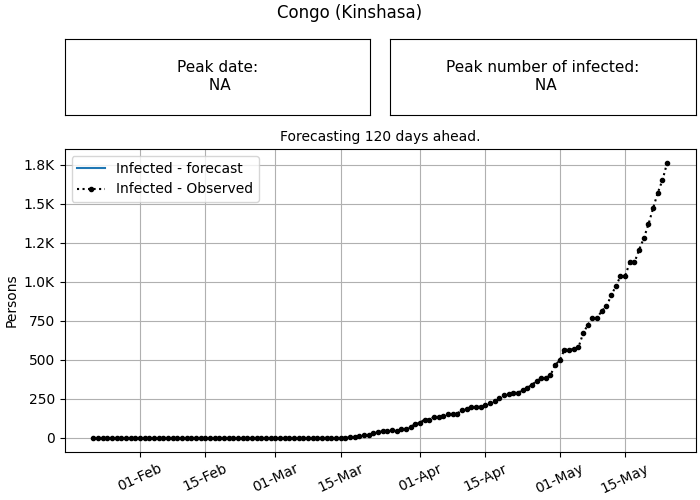 Congo (Kinshasa)
Peak date:
NA
Peak number of infected:
NA
Forecasting 120 days ahead.
Infected - forecast
Infected - Observed
1.8K
1.5K
1.2K
1.0K
750
500
250
0
Persons
01-Feb
15-Feb
01-Mar
15-Mar
01-Apr
15-Apr
01-May
15-May